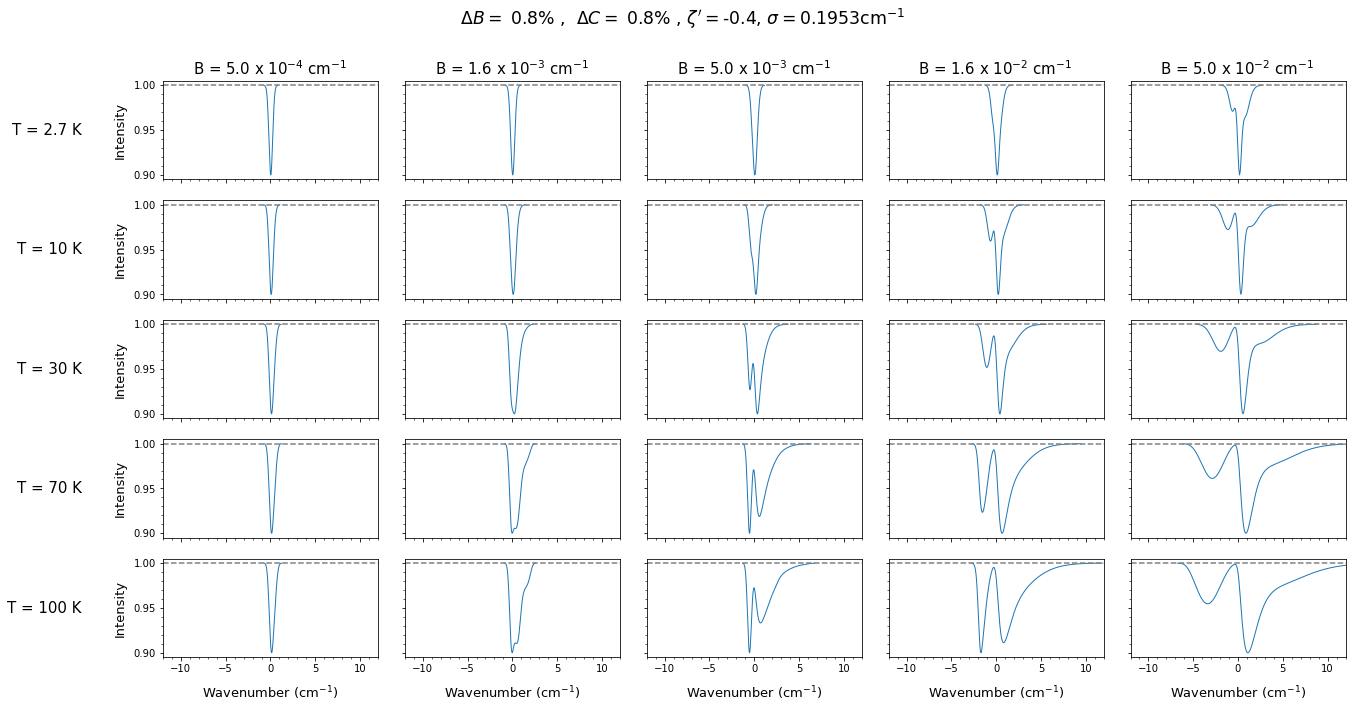 ΔB = 0.8% , ΔC = 0.8% , ζ′ = -0.4, σ = 0.1953cm⁻¹
B = 5.0 x 10⁻⁴ cm⁻¹ B = 1.6 x 10⁻³ cm⁻¹ B = 5.0 x 10⁻³ cm⁻¹ B = 1.6 x 10⁻² cm⁻¹ B = 5.0 x 10⁻² cm⁻¹
1.00
T = 2.7 K Intensity 0.95
0.90
1.00
T = 10 K Intensity 0.95
0.90
1.00
T = 30 K Intensity 0.95
0.90
1.00
T = 70 K Intensity 0.95
0.90
1.00
T = 100 K Intensity 0.95
0.90
−10 −5 0 5 10 −10 −5 0 5 10 −10 −5 0 5 10 −10 −5 0 5 10 −10 −5 0 5 10
Wavenumber (cm⁻¹) Wavenumber (cm⁻¹) Wavenumber (cm⁻¹) Wavenumber (cm⁻¹) Wavenumber (cm⁻¹)